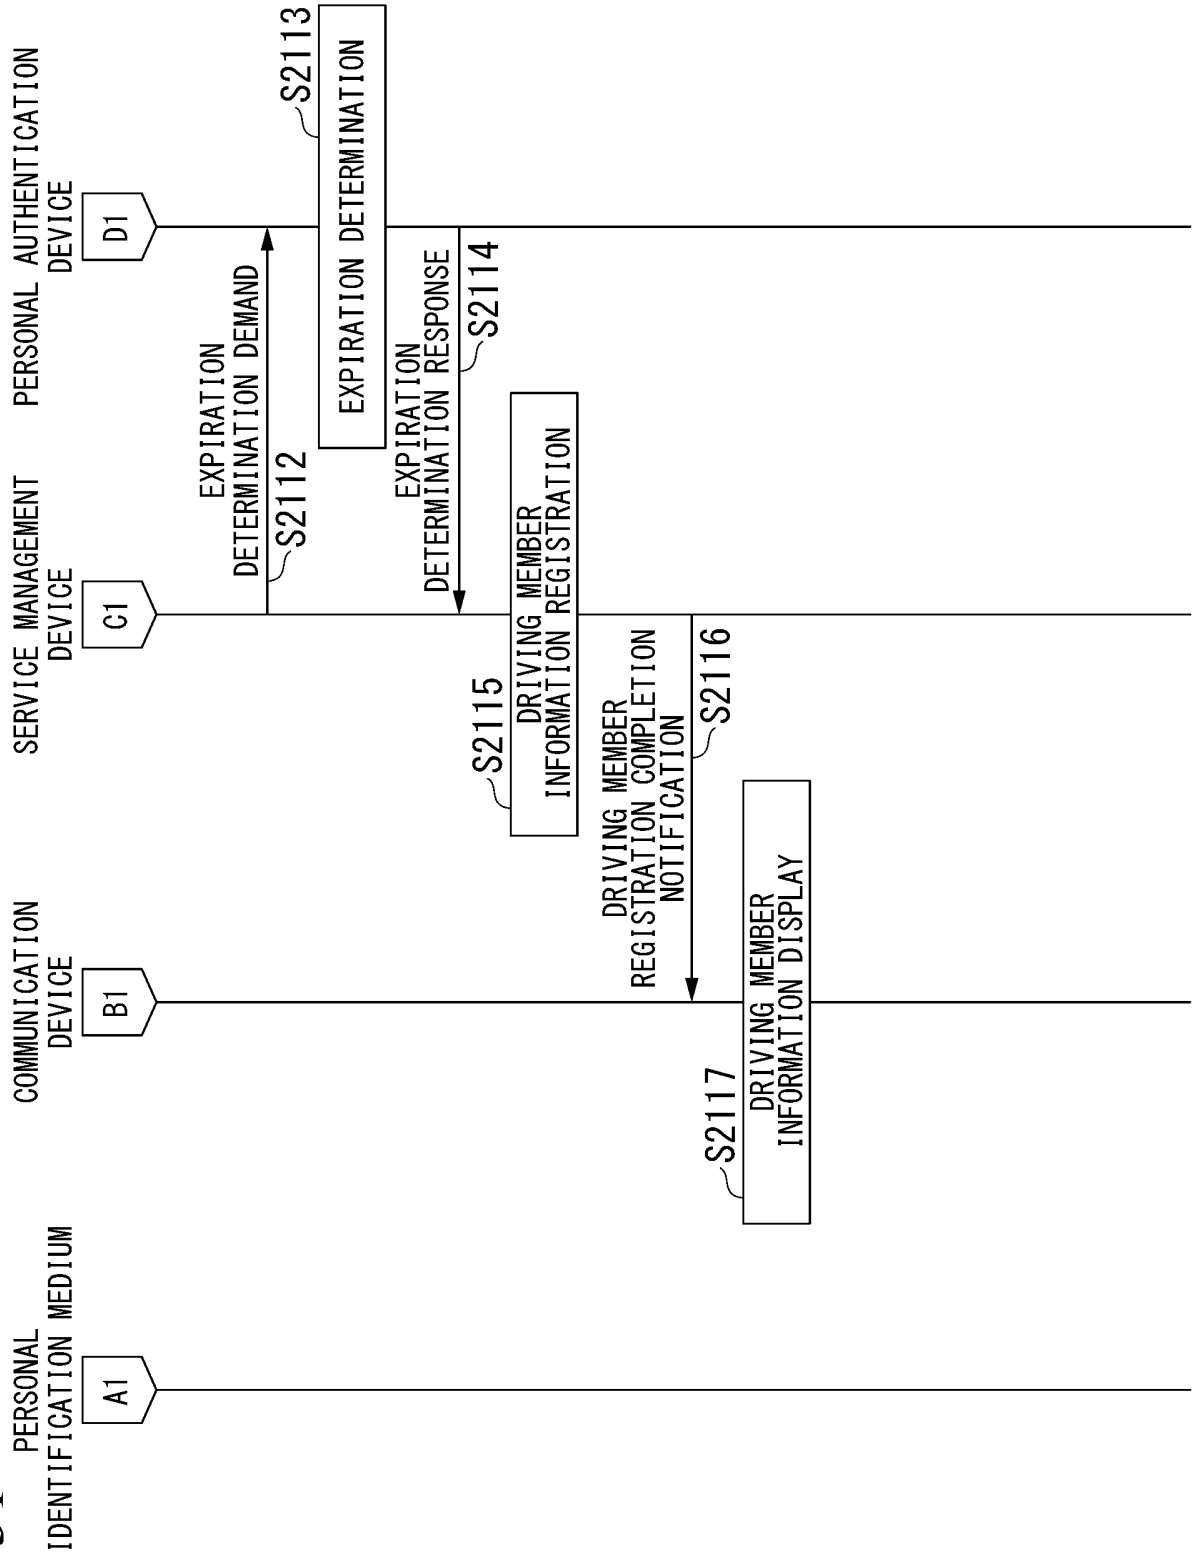 PERSONAL
IDENTIFICATION MEDIUM
A1
COMMUNICATION
DEVICE
B1
SERVICE MANAGEMENT
DEVICE
C1
PERSONAL AUTHENTICATION
DEVICE
D1
EXPIRATION
DETERMINATION DEMAND
S2112
S2113
EXPIRATION DETERMINATION
EXPIRATION
DETERMINATION RESPONSE
S2114
S2115
DRIVING MEMBER
INFORMATION REGISTRATION
DRIVING MEMBER
REGISTRATION COMPLETION
NOTIFICATION
S2116
S2117
DRIVING MEMBER
INFORMATION DISPLAY